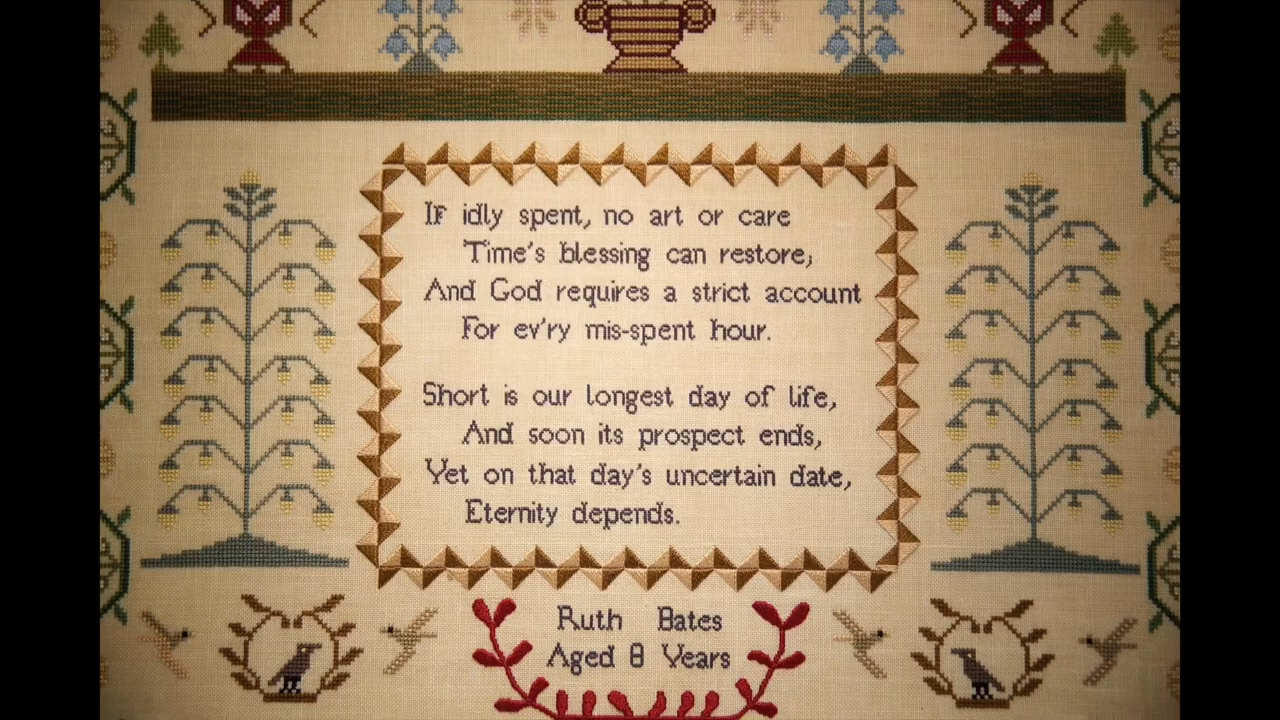 If idly spent, no art or care
Time's blessing can restore,
And God requires a strict account
For ev'ry mis-spent hour.
Short is our longest day of life,
And soon its prospect ends,
Yet on that day's uncertain date,
Eternity depends.
Ruth Bates
Aged 8 Years